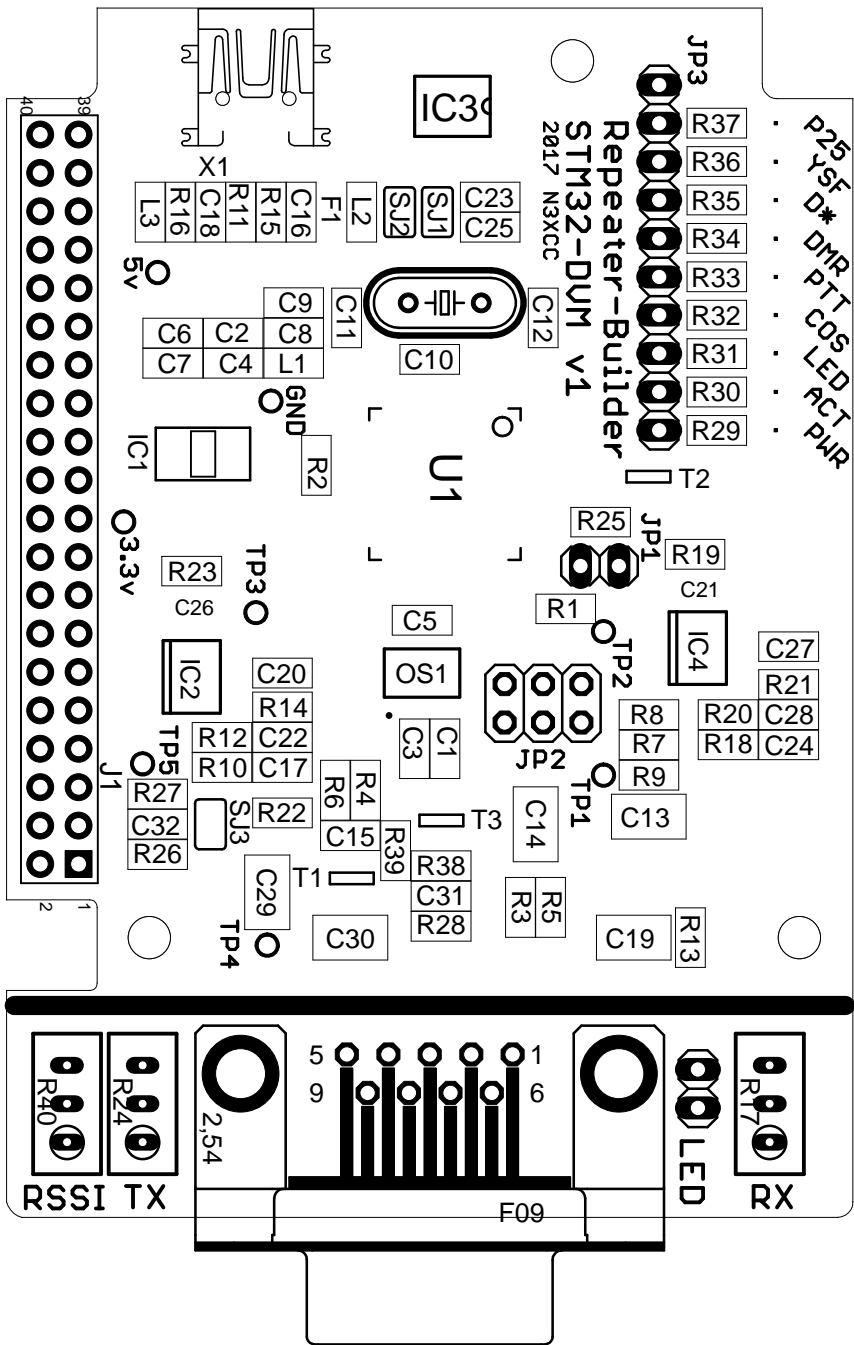 JP3
IC3
X1
40
39
R37
R36
R35
R34
R33
R32
R31
R30
R29
· P25
· YSF
· D*
· DMR
· PTT
· COS
· LED
· ACT
· PWR
Repeater-Builder
STM32-DVM v1
2017 N3XCC
L3
R16
C18
R11
R15
C16
F1
L2
SJ2
SJ1
C23
C25
5v
C9
C11
C12
C6
C2
C8
C7
C4
L1
C10
GND
IC1
R2
U1
T2
3.3v
R25
JP1
R19
R23
TP3
C21
C26
R1
C5
TP2
IC4
C27
IC2
OS1
C20
R21
R14
R8
R20
C28
R12
C22
C3
C1
R7
R18
C24
TP5
R10
C17
JP2
R9
TP1
J1
R27
R6
R4
C32
SJ3
R22
T3
C14
C13
R26
C15
R39
T1
R38
C29
C31
R3
R5
R28
C30
C19
R13
2
1
TP4
5
1
9
6
R40
R24
R17
2,54
LED
RSSI
TX
RX
F09